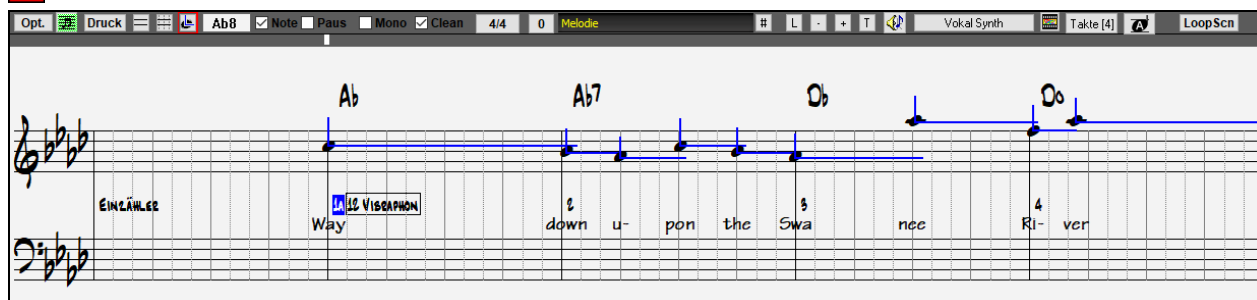 Opt. Druck Ab8 Note Paus Mono Clean 4/4 0 Melodie # L - + T Vokal Synth Takte [4] A LoopScn
Ab Ab7 Db Do
Einzähler 1a 12 Vibraphon 2 3 4
Way down u- pon the Swa nee Ri- ver